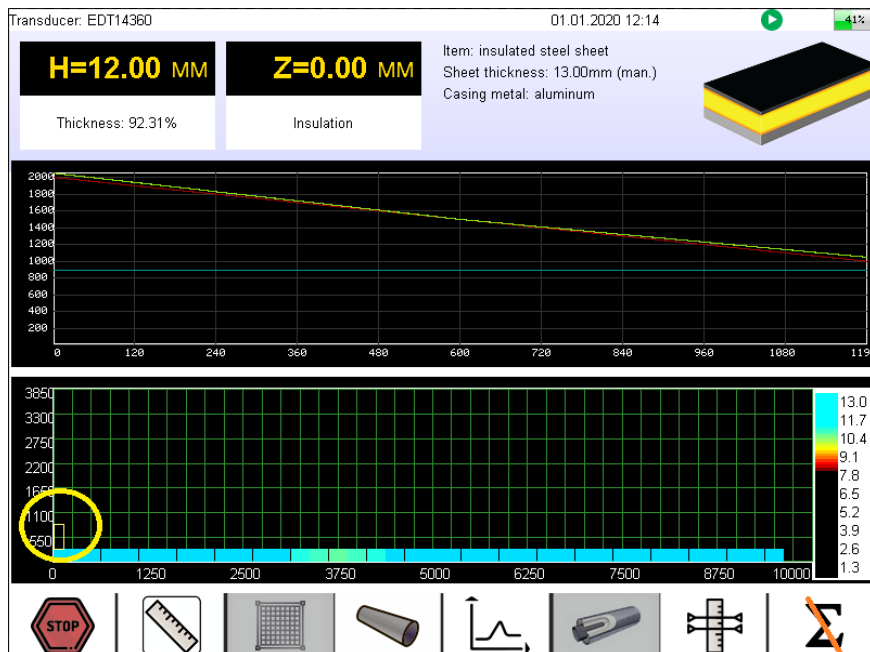 Transducer: EDT14360 01.01.2020 12:14 41%
H=12.00 MM
Thickness: 92.31%
Z=0.00 MM
Insulation
Item: insulated steel sheet
Sheet thickness: 13.00mm (man.)
Casing metal: aluminum
2000
1800
1600
1400
1200
1000
800
600
400
200
0 120 240 360 480 600 720 840 960 1080 119
3850
3300
2750
2200
1650
1100
550
0 1250 2500 3750 5000 6250 7500 8750 10000
13.0
11.7
10.4
9.1
7.8
6.5
5.2
3.9
2.6
1.3
STOP
Σ